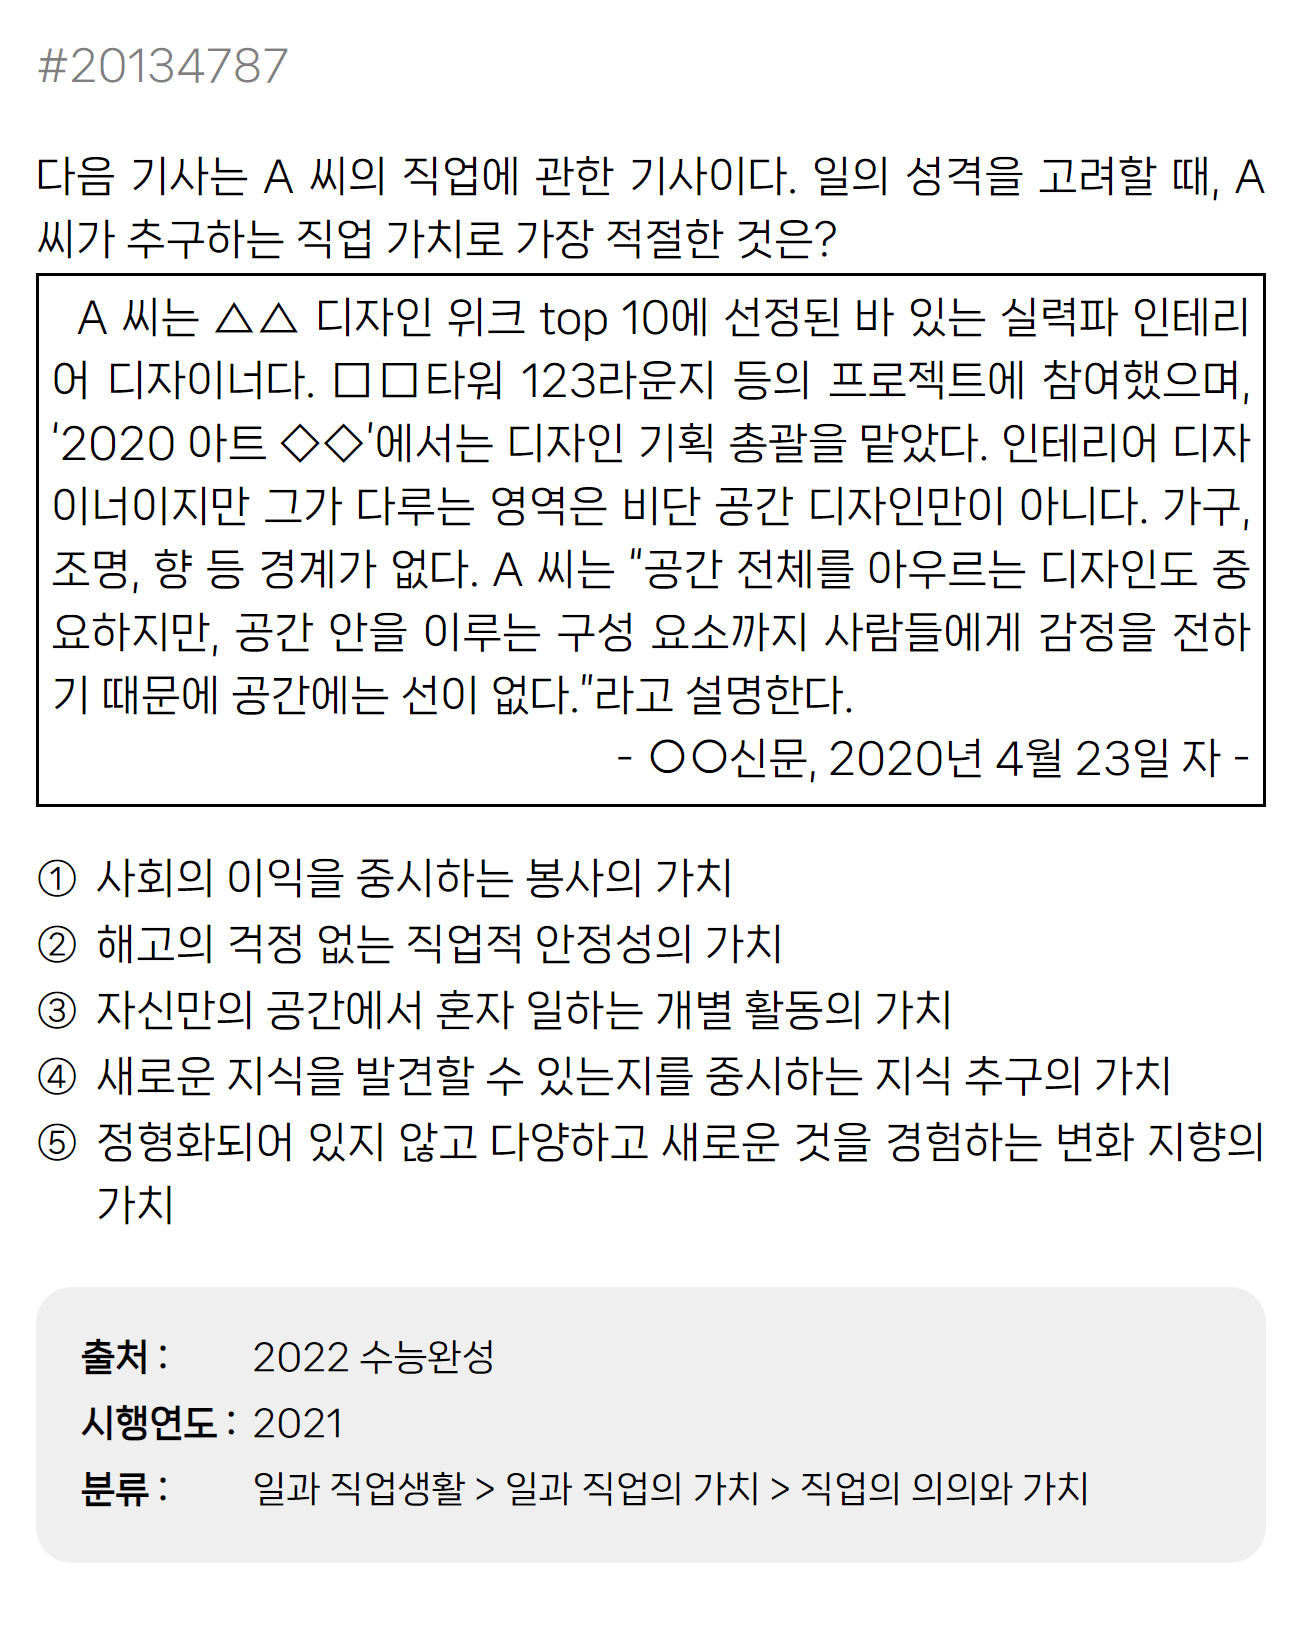 #20134787
다음 기사는 A 씨의 직업에 관한 기사이다. 일의 성격을 고려할 때, A
씨가 추구하는 직업 가치로 가장 적절한 것은?
A 씨는 △△ 디자인 위크 top 10에 선정된 바 있는 실력파 인테리
어 디자이너다. □□타워 123라운지 등의 프로젝트에 참여했으며,
'2020 아트 ◇◇'에서는 디자인 기획 총괄을 맡았다. 인테리어 디자
이너이지만 그가 다루는 영역은 비단 공간 디자인만이 아니다. 가구,
조명, 향 등 경계가 없다. A 씨는 "공간 전체를 아우르는 디자인도 중
요하지만, 공간 안을 이루는 구성 요소까지 사람들에게 감정을 전하
기 때문에 공간에는 선이 없다."라고 설명한다.
- ○○신문, 2020년 4월 23일 자 -
① 사회의 이익을 중시하는 봉사의 가치
② 해고의 걱정 없는 직업적 안정성의 가치
③ 자신만의 공간에서 혼자 일하는 개별 활동의 가치
④ 새로운 지식을 발견할 수 있는지를 중시하는 지식 추구의 가치
⑤ 정형화되어 있지 않고 다양하고 새로운 것을 경험하는 변화 지향의
가치
출처 : 2022 수능완성
시행연도 : 2021
분류 : 일과 직업생활 > 일과 직업의 가치 > 직업의 의의와 가치